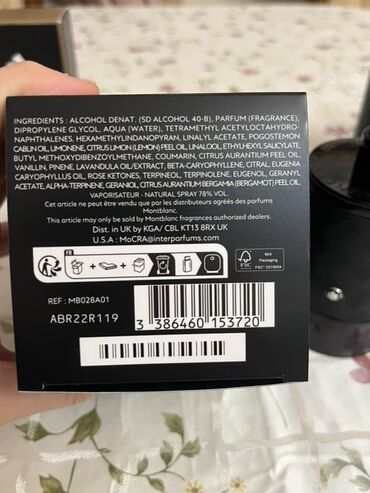 INGREDIENTS : ALCOHOL DENAT. (SD ALCOHOL 40-B), PARFUM (FRAGRANCE),
DIPROPYLENE GLYCOL, AQUA (WATER), TETRAMETHYL ACETYLOCTAHYDRO-
NAPHTHALENES, HEXAMETHYLINDANOPYRAN, LINALYL ACETATE, POGOSTEMON
CABLIN OIL, LIMONENE, CITRUS LIMON (LEMON) PEEL OIL, LINALOOL, ETHYLHEXYL SALICYLATE,
BUTYL METHOXYDIBENZOYLMETHANE, COUMARIN, CITRUS AURANTIUM PEEL OIL,
VANILLIN, PINENE, LAVANDULA OIL/EXTRACT, BETA-CARYOPHYLLENE, CITRAL, EUGENIA
CARYOPHYLLUS OIL, ROSE KETONES, TERPINEOL, TERPINOLENE, EUGENOL, GERANYL
ACETATE, ALPHA-TERPINENE, GERANIOL, CITRUS AURANTIUM BERGAMIA (BERGAMOT) PEEL OIL.
VAPORISATEUR - NATURAL SPRAY 78% VOL
Cet article ne peut être vendu que par les distributeurs agréés des parfums
Montblanc.
This article may only be sold by Montblanc fragrances authorized dealers.
Dist. in UK by KGA/ CBL KT13 8RX UK
U.S.A : MoCRA@interparfums.com
FR
FSC
MIX
Packaging
FSC® C019004
REF : MB028A01
ABR22R119
3 386460 153720